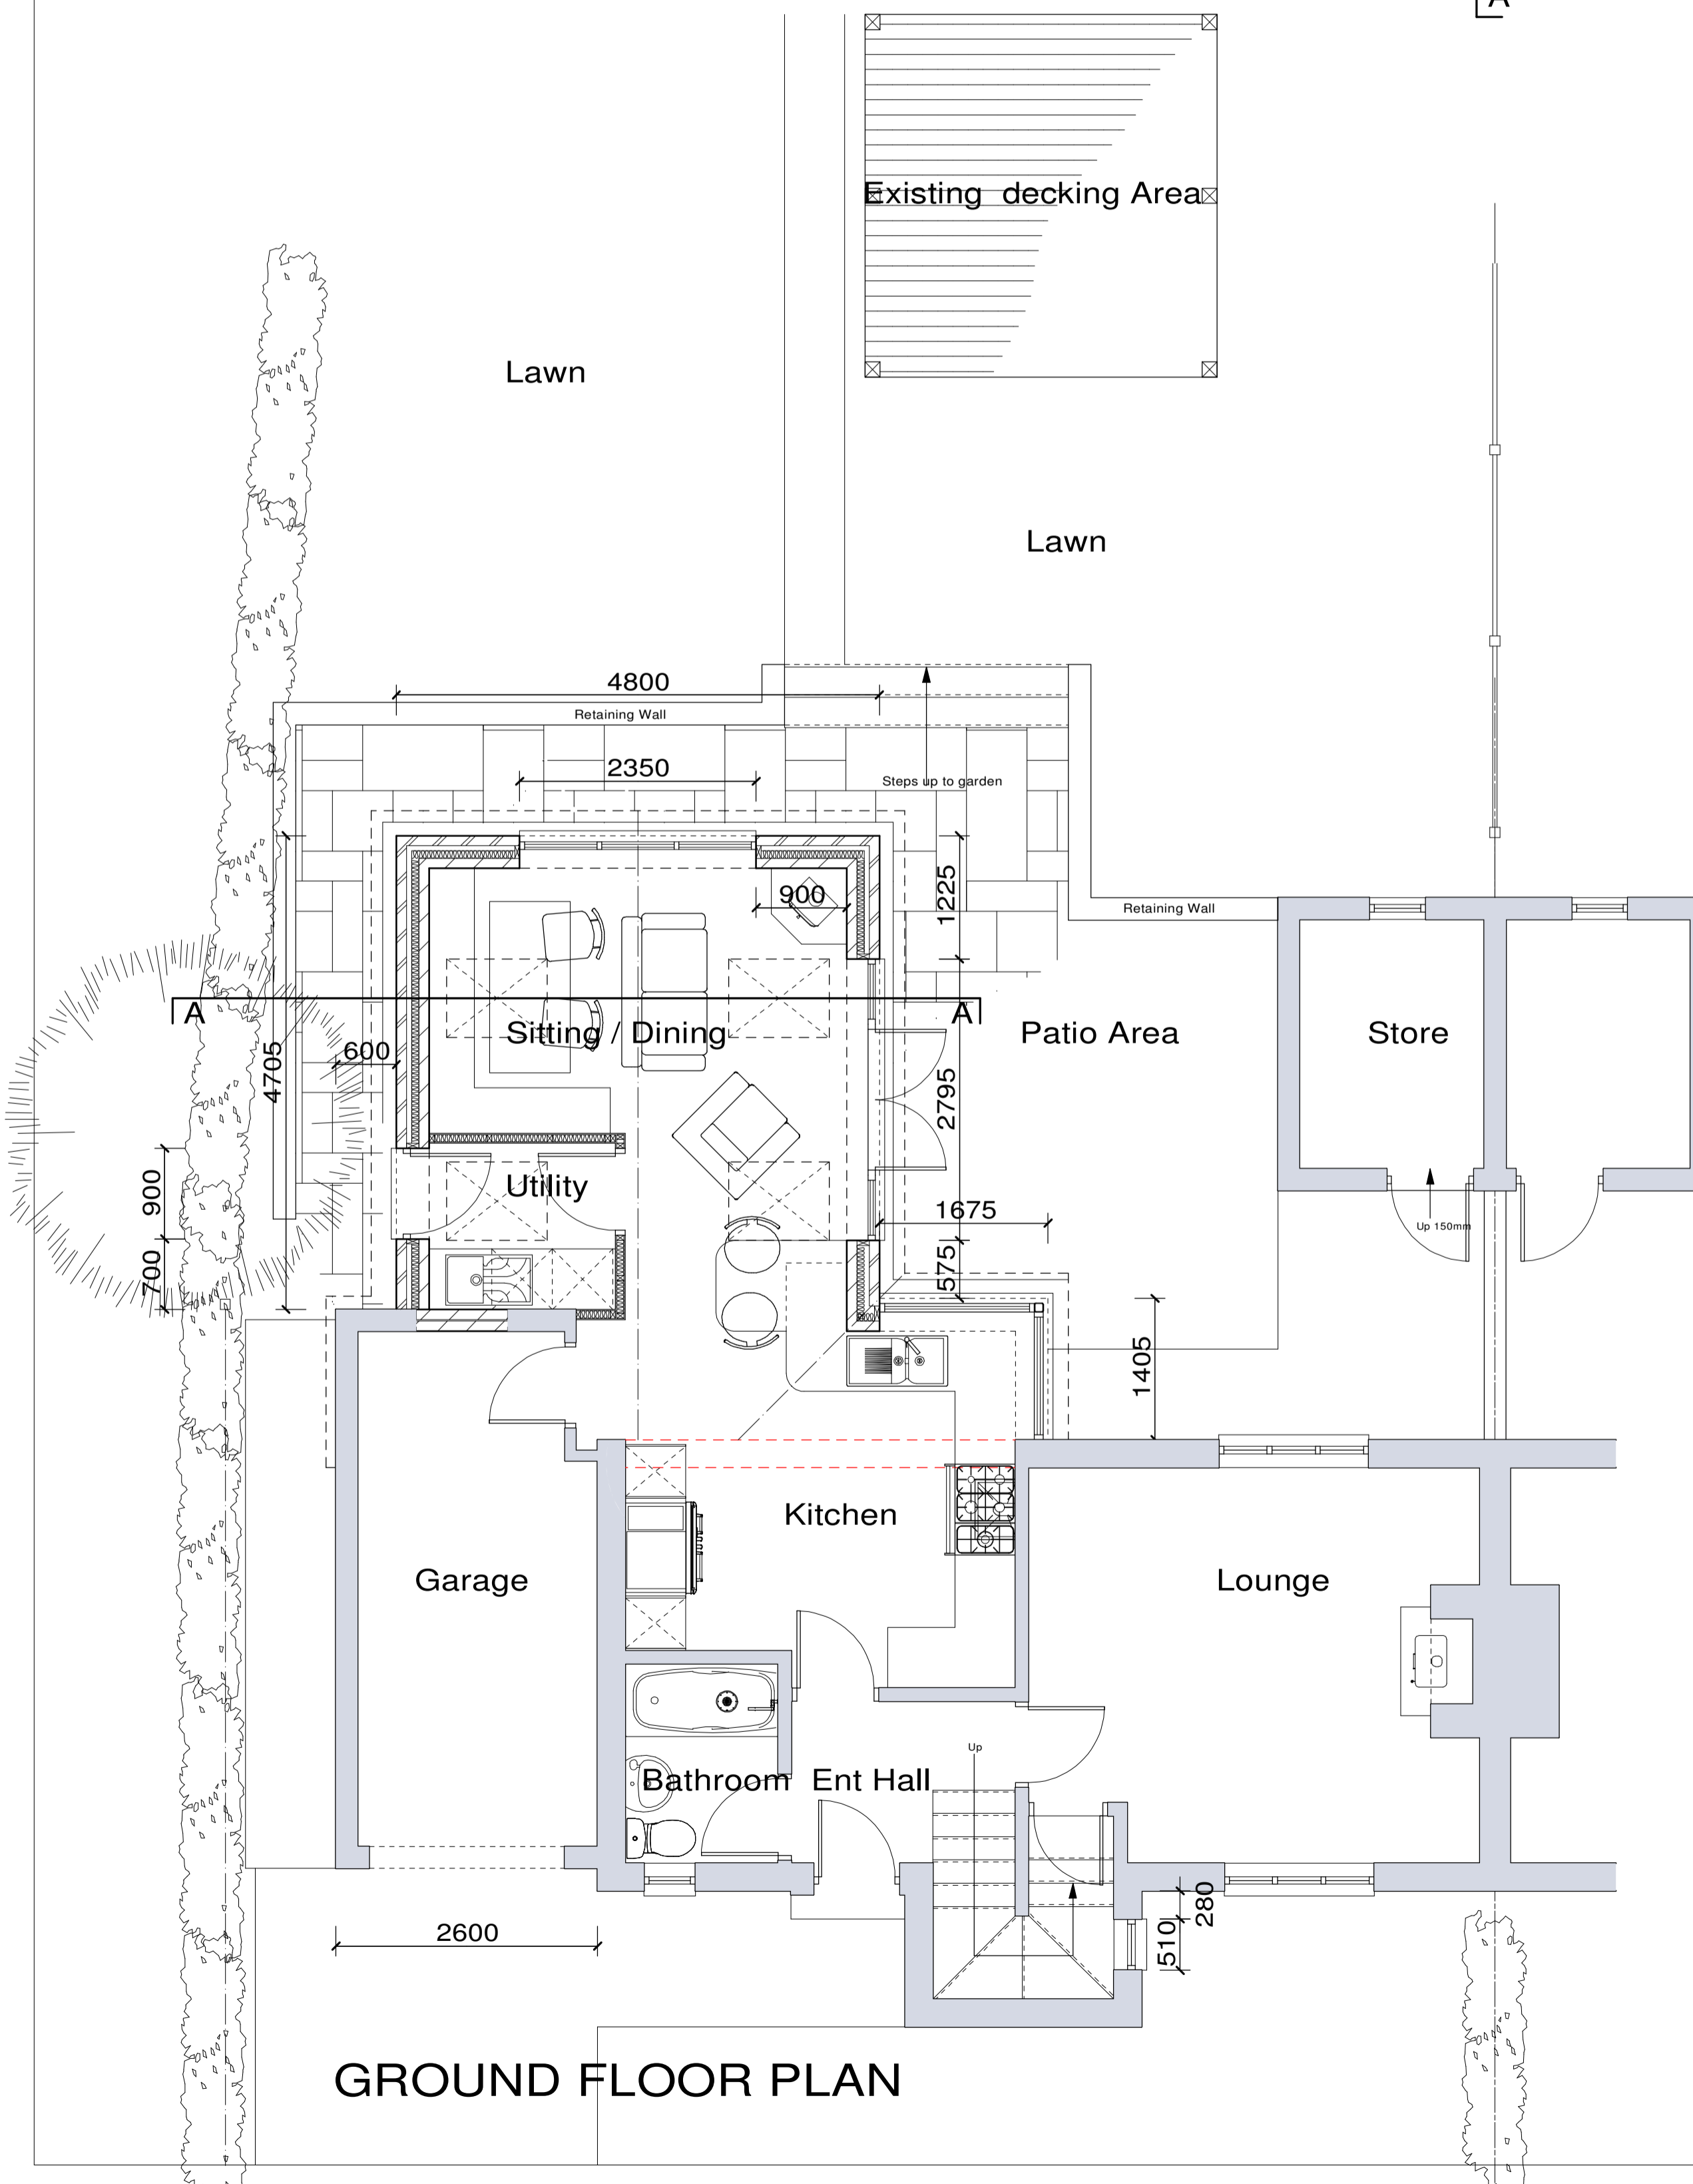 A
Existing decking Area
Lawn
Lawn
4800
Retaining Wall
2350
Steps up to garden
900
1225
Retaining Wall
A
A
Sitting / Dining
Patio Area
Store
600
4705
2795
900
Utility
1675
Up 150mm
700
575
1405
Kitchen
Garage
Lounge
Up
Bathroom
Ent Hall
280
510
2600
GROUND FLOOR PLAN